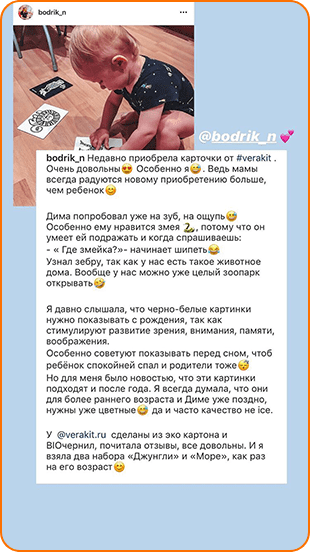 bodrik_n
@bodrik_n 💕
bodrik_n Недавно приобрела карточки от #verakit .
Очень довольны😍 Особенно я😅. Ведь мамы
всегда радуются новому приобретению больше,
чем ребенок😊
Дима попробовал уже на зуб, на ощупь😅
Особенно ему нравится змея 🐍, потому что он
умеет ей подражать и когда спрашиваешь:
- « Где змейка?»- начинает шипеть😂
Узнал зебру, так как у нас есть такое животное
дома. Вообще у нас можно уже целый зоопарк
открывать🤣
Я давно слышала, что черно-белые картинки
нужно показывать с рождения, так как
стимулируют развитие зрения, внимания, памяти,
воображения.
Особенно советуют показывать перед сном, чтоб
ребёнок спокойней спал и родители тоже😴
Но для меня было новостью, что эти картинки
подходят и после года. Я всегда думала, что они
для более раннего возраста и Диме уже поздно,
нужны уже цветные😅 да и часто качество не ice.
У @verakit.ru сделаны из эко картона и
BIOчернил, почитала отзывы, все довольны. И я
взяла два набора «Джунгли» и «Море», как раз
на его возраст😊